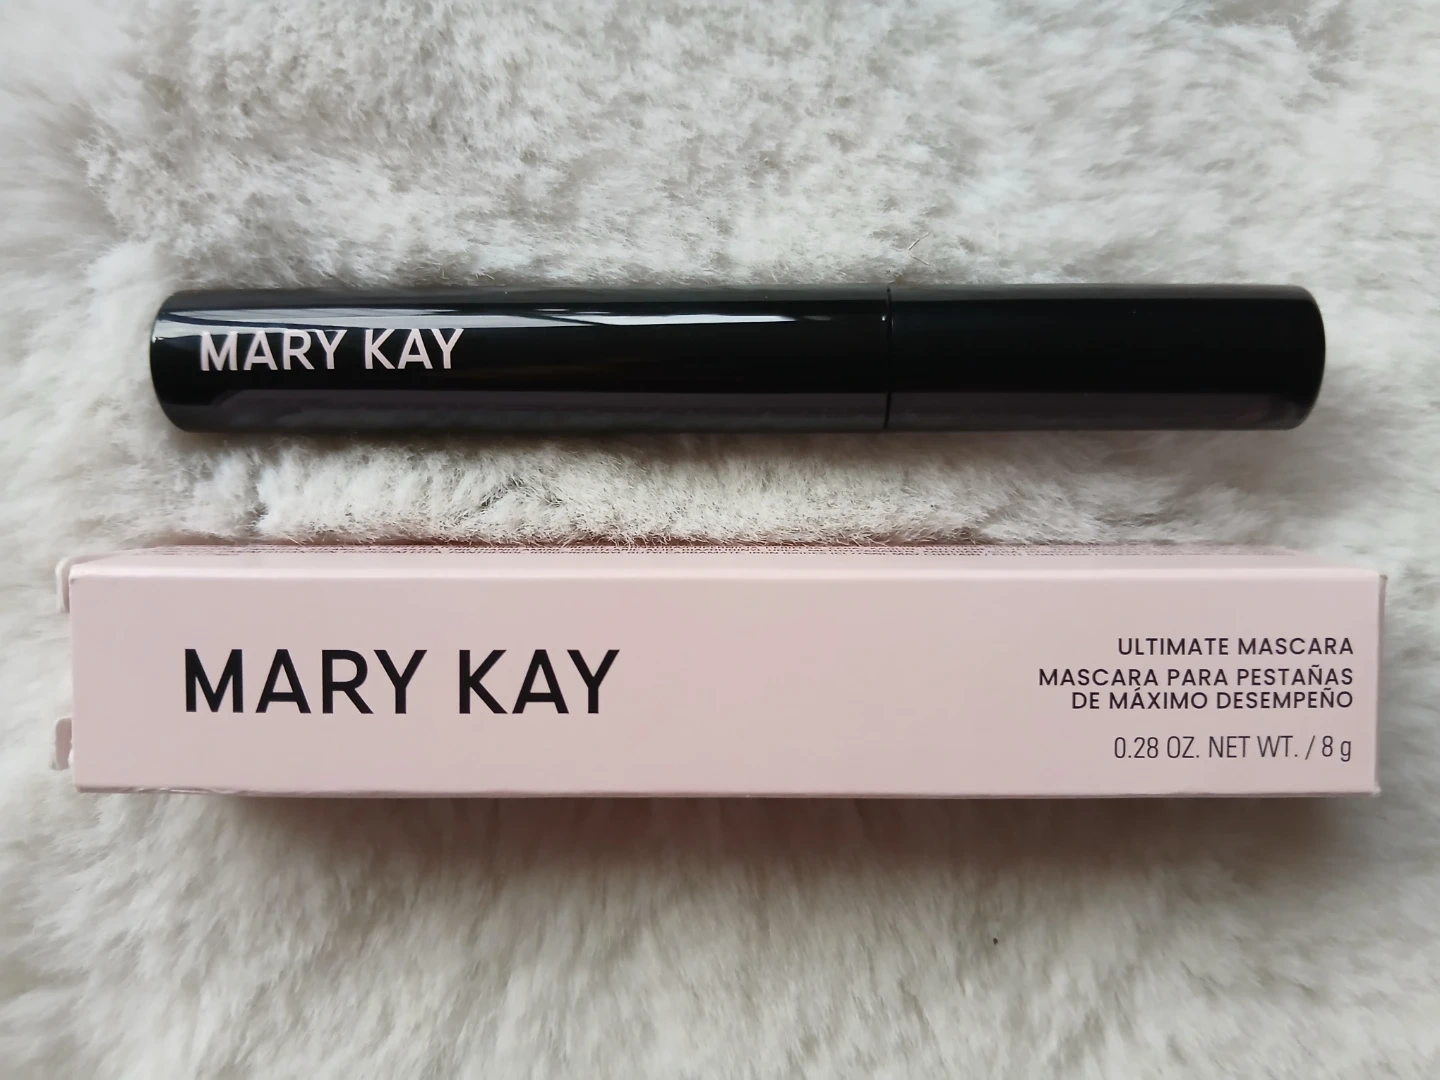 MARY KAY
MARY KAY
ULTIMATE MASCARA
MASCARA PARA PESTAÑAS
DE MÁXIMO DESEMPEÑO
0.28 OZ. NET WT. / 8 g